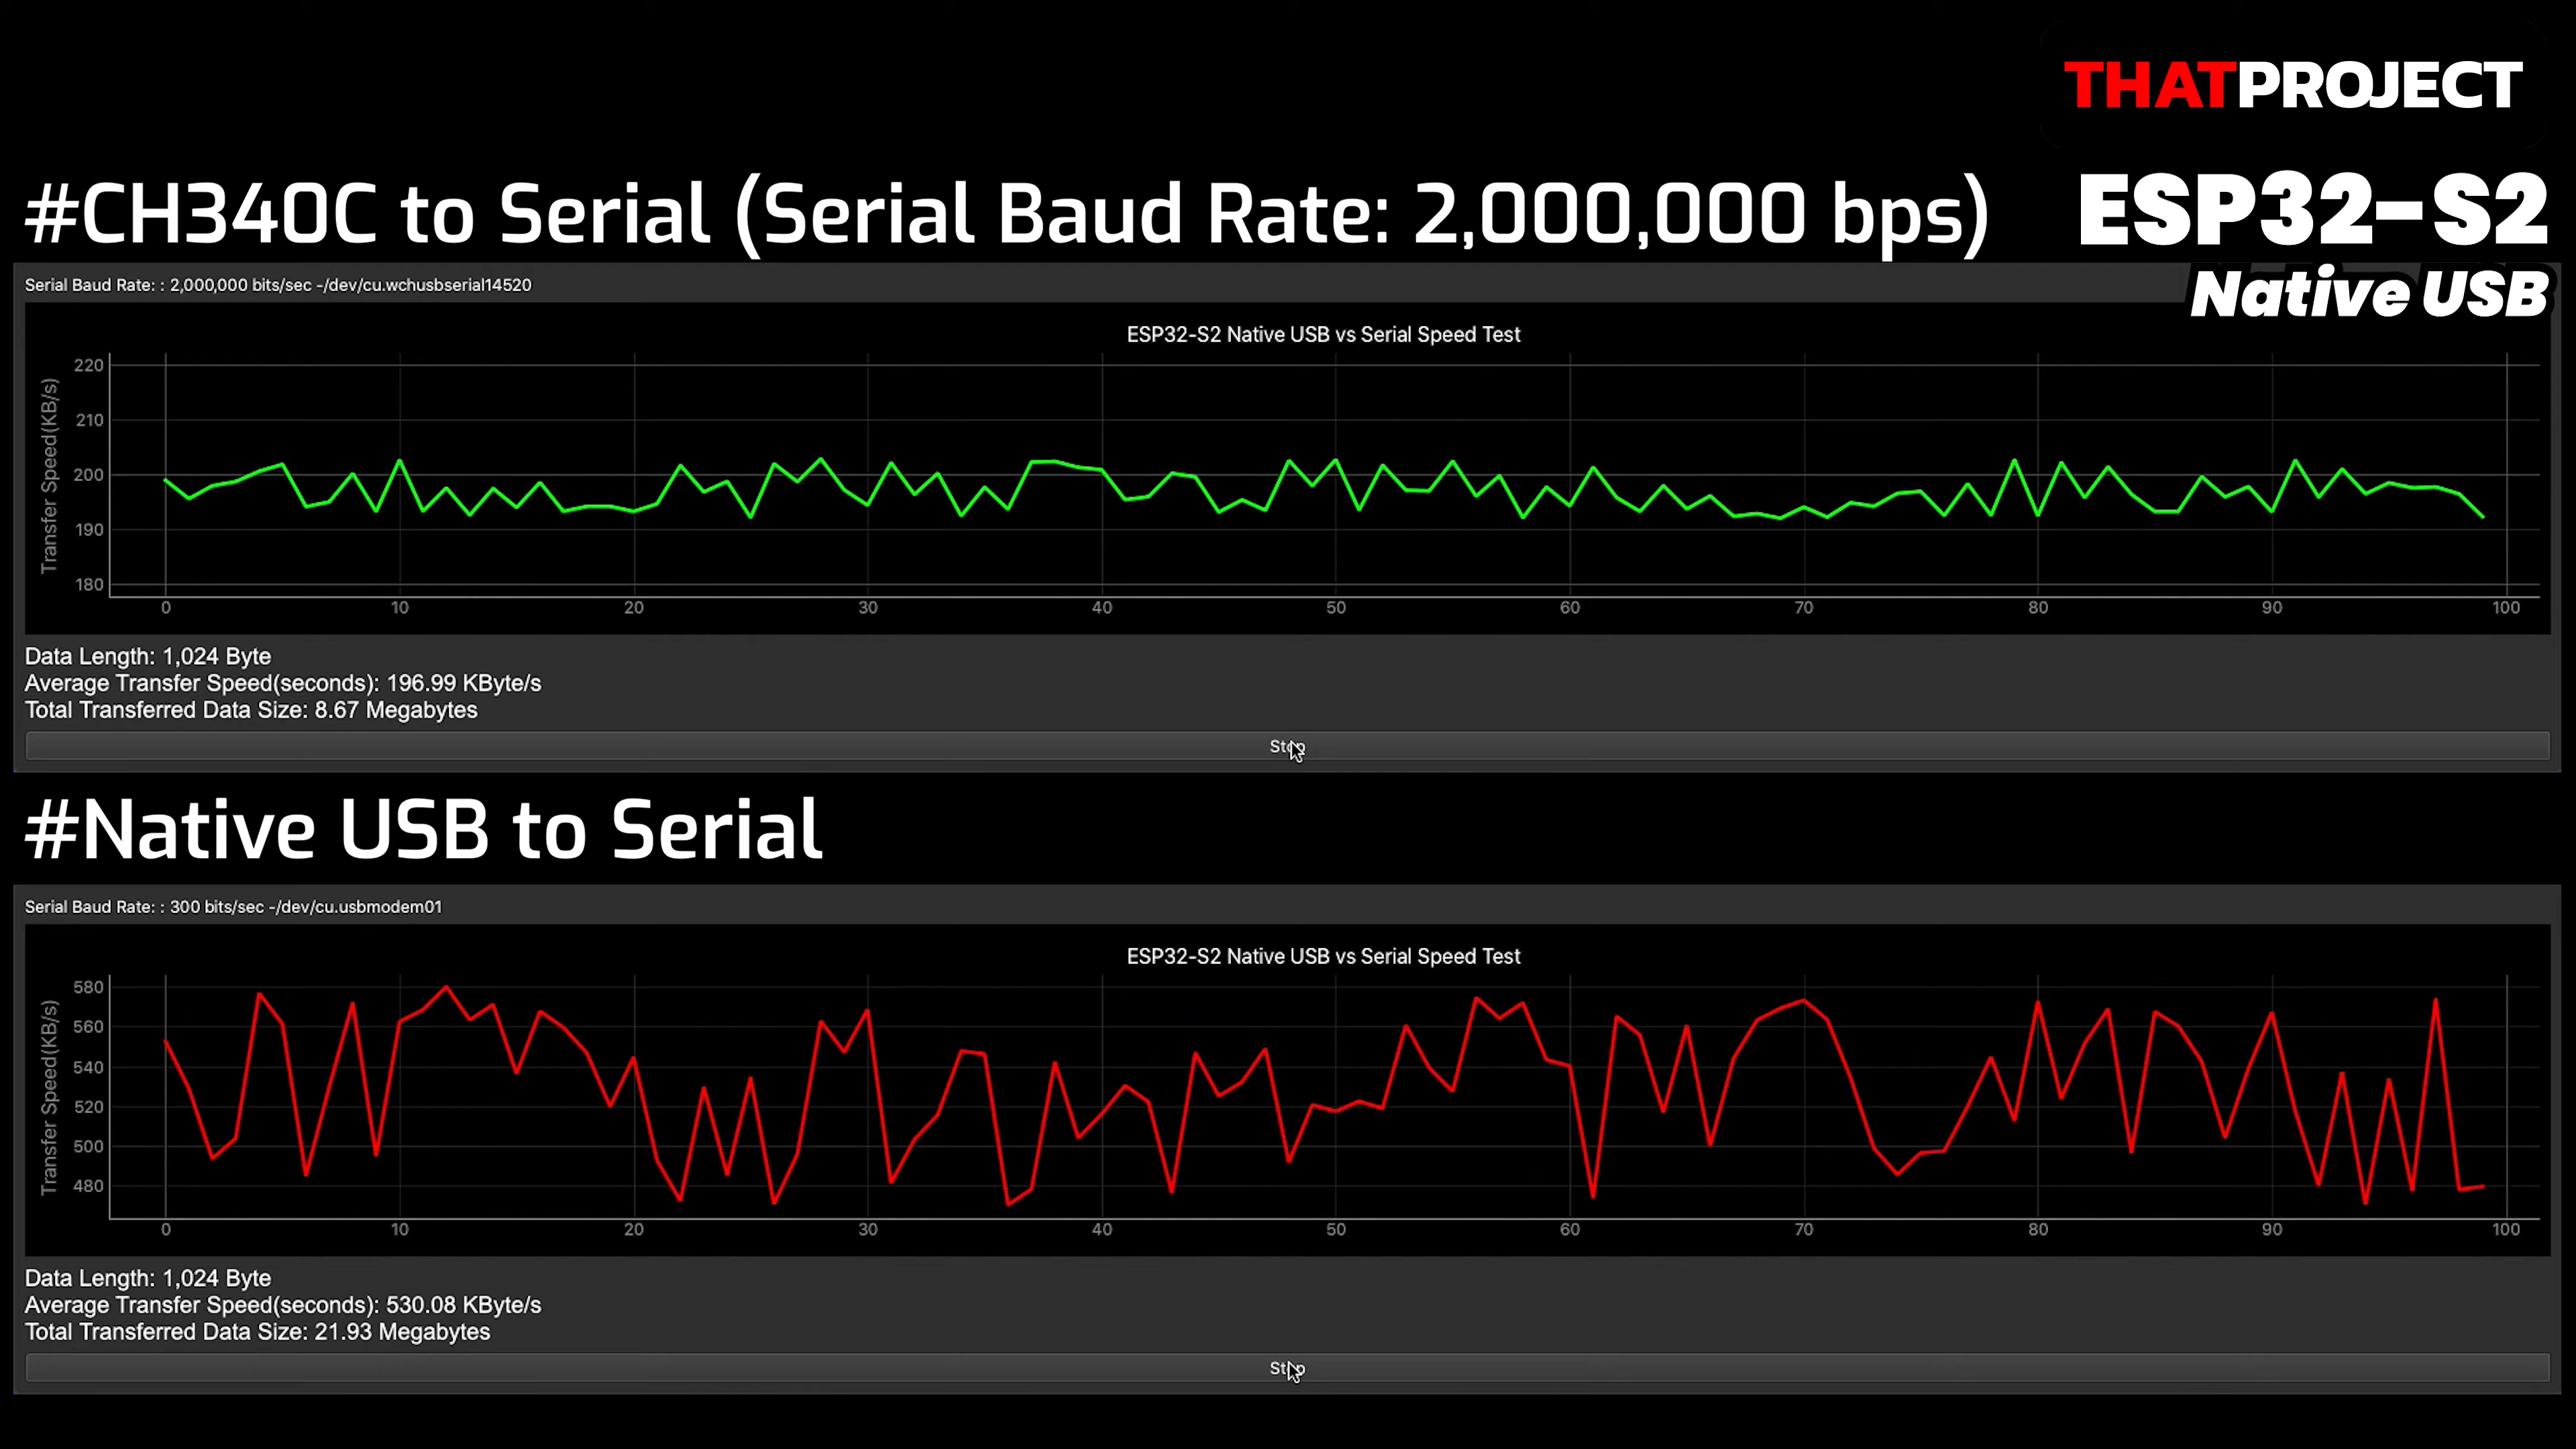 THATPROJECT
#CH340C to Serial (Serial Baud Rate: 2,000,000 bps)
ESP32-S2
Native USB
Serial Baud Rate: : 2,000,000 bits/sec -/dev/cu.wchusbserial14520
ESP32-S2 Native USB vs Serial Speed Test
Transfer Speed(KB/s)
220
210
200
190
180
0 10 20 30 40 50 60 70 80 90 100
Data Length: 1,024 Byte
Average Transfer Speed(seconds): 196.99 KByte/s
Total Transferred Data Size: 8.67 Megabytes
Stop
#Native USB to Serial
Serial Baud Rate: : 300 bits/sec -/dev/cu.usbmodem01
ESP32-S2 Native USB vs Serial Speed Test
Transfer Speed(KB/s)
580
560
540
520
500
480
0 10 20 30 40 50 60 70 80 90 100
Data Length: 1,024 Byte
Average Transfer Speed(seconds): 530.08 KByte/s
Total Transferred Data Size: 21.93 Megabytes
Stop